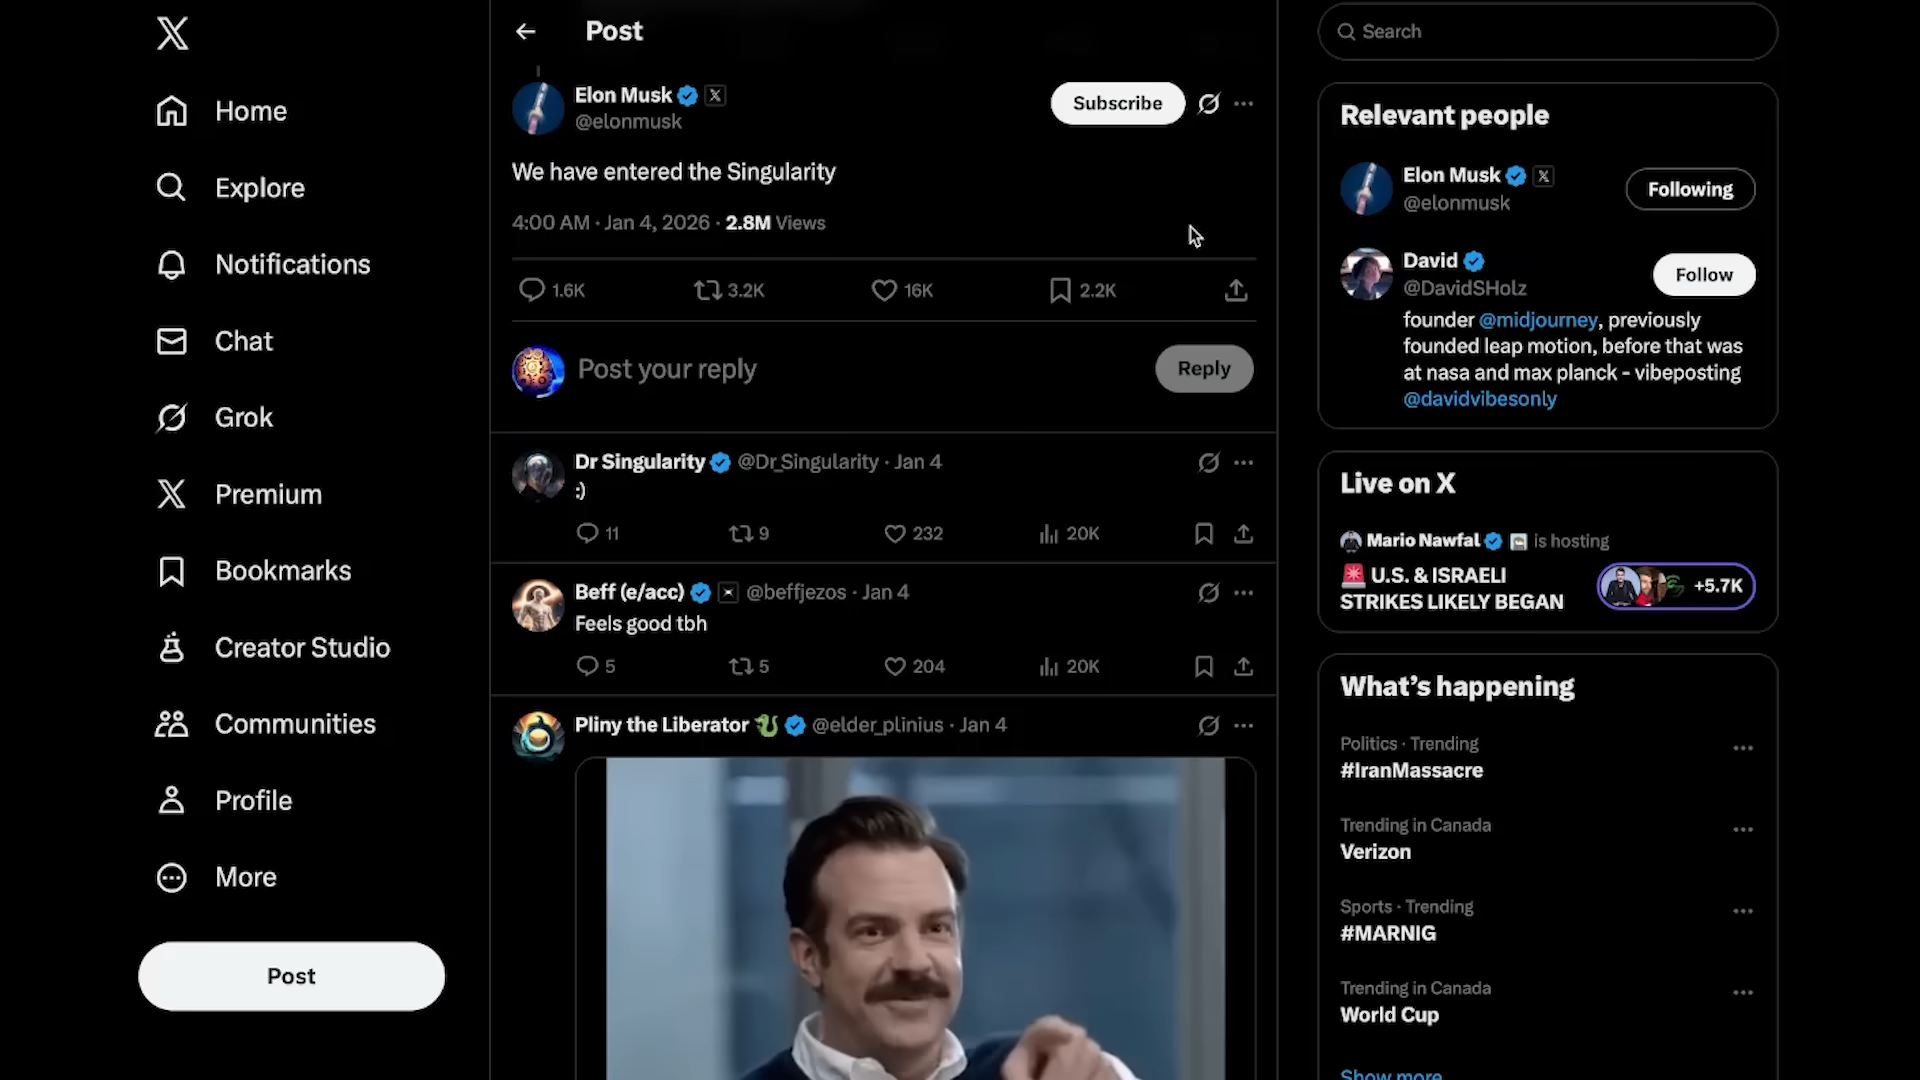 Home
Explore
Notifications
Chat
Grok
Premium
Bookmarks
Creator Studio
Communities
Profile
More
Post
Post
Elon Musk
@elonmusk
Subscribe
We have entered the Singularity
4:00 AM · Jan 4, 2026 · 2.8M Views
1.6K 3.2K 16K 2.2K
Post your reply
Reply
Dr Singularity @Dr_Singularity · Jan 4
:)
11 9 232 20K
Beff (e/acc) @beffjezos · Jan 4
Feels good tbh
5 5 204 20K
Pliny the Liberator @elder_plinius · Jan 4
Search
Relevant people
Elon Musk
@elonmusk
Following
David
@DavidSHolz
Follow
founder @midjourney, previously
founded leap motion, before that was
at nasa and max planck - vibeposting
@davidvibesonly
Live on X
Mario Nawfal is hosting
U.S. & ISRAELI
STRIKES LIKELY BEGAN
+5.7K
What's happening
Politics · Trending
#IranMassacre
Trending in Canada
Verizon
Sports · Trending
#MARNIG
Trending in Canada
World Cup
Show more